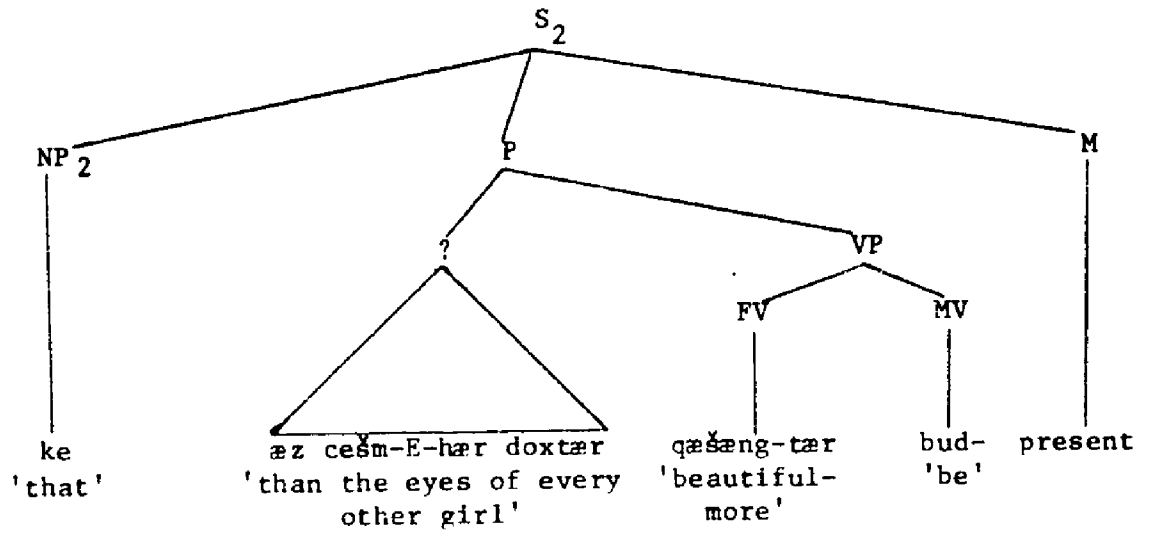 S2
NP2 P M
? VP
FV MV
ke æz cešm-E-hær doxtær qæšæng-tær bud- present
'that' 'than the eyes of every 'beautiful- 'be'
other girl' more'